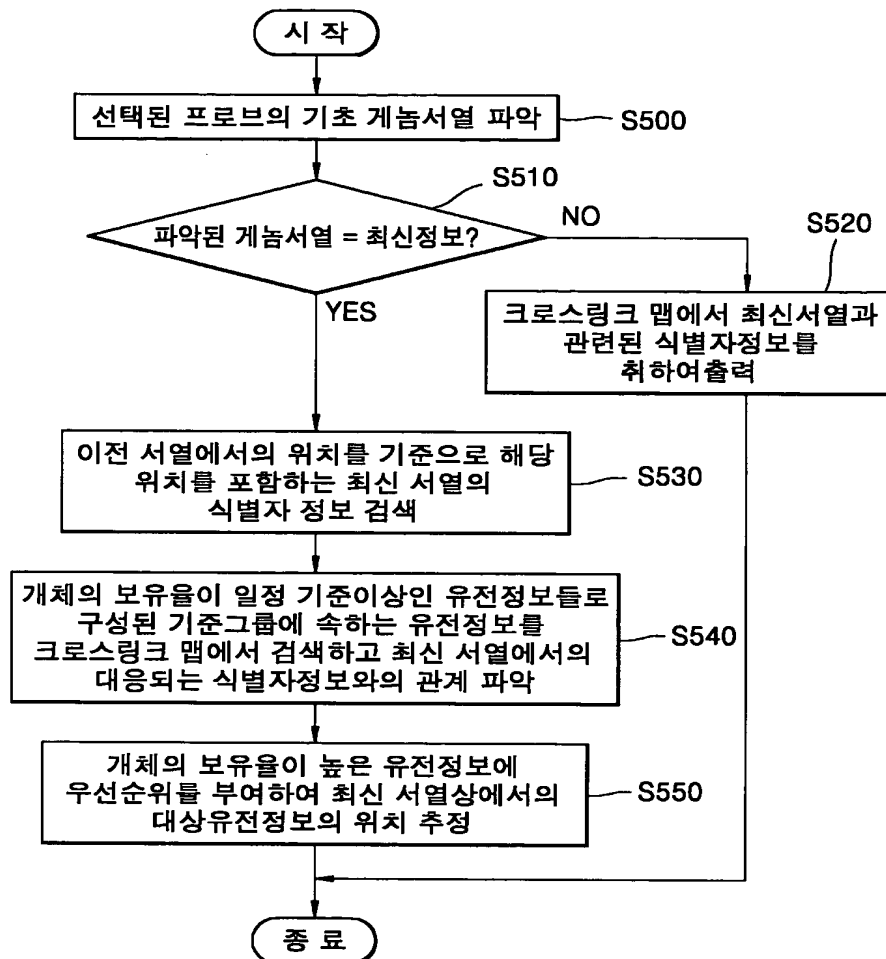 시 작
선택된 프로브의 기초 게놈서열 파악
S500
S510
파악된 게놈서열 = 최신정보?
NO
S520
YES
크로스링크 맵에서 최신서열과
관련된 식별자정보를
취하여출력
이전 서열에서의 위치를 기준으로 해당
위치를 포함하는 최신 서열의
식별자 정보 검색
S530
개체의 보유율이 일정 기준이상인 유전정보들로
구성된 기준그룹에 속하는 유전정보를
크로스링크 맵에서 검색하고 최신 서열에서의
대응되는 식별자정보와의 관계 파악
S540
개체의 보유율이 높은 유전정보에
우선순위를 부여하여 최신 서열상에서의
대상유전정보의 위치 추정
S550
종 료